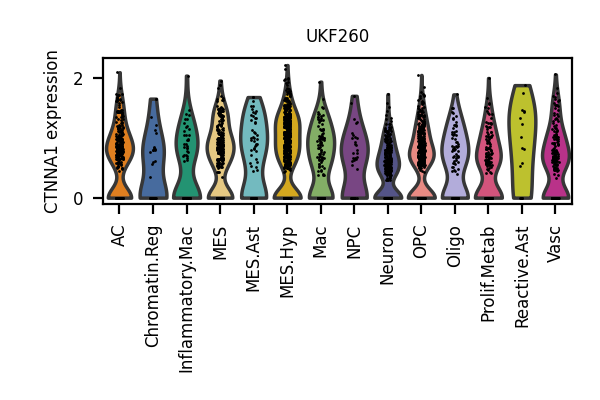 UKF260
CTNNA1 expression
2
0
AC
Chromatin.Reg
Inflammatory.Mac
MES
MES.Ast
MES.Hyp
Mac
NPC
Neuron
OPC
Oligo
Prolif.Metab
Reactive.Ast
Vasc